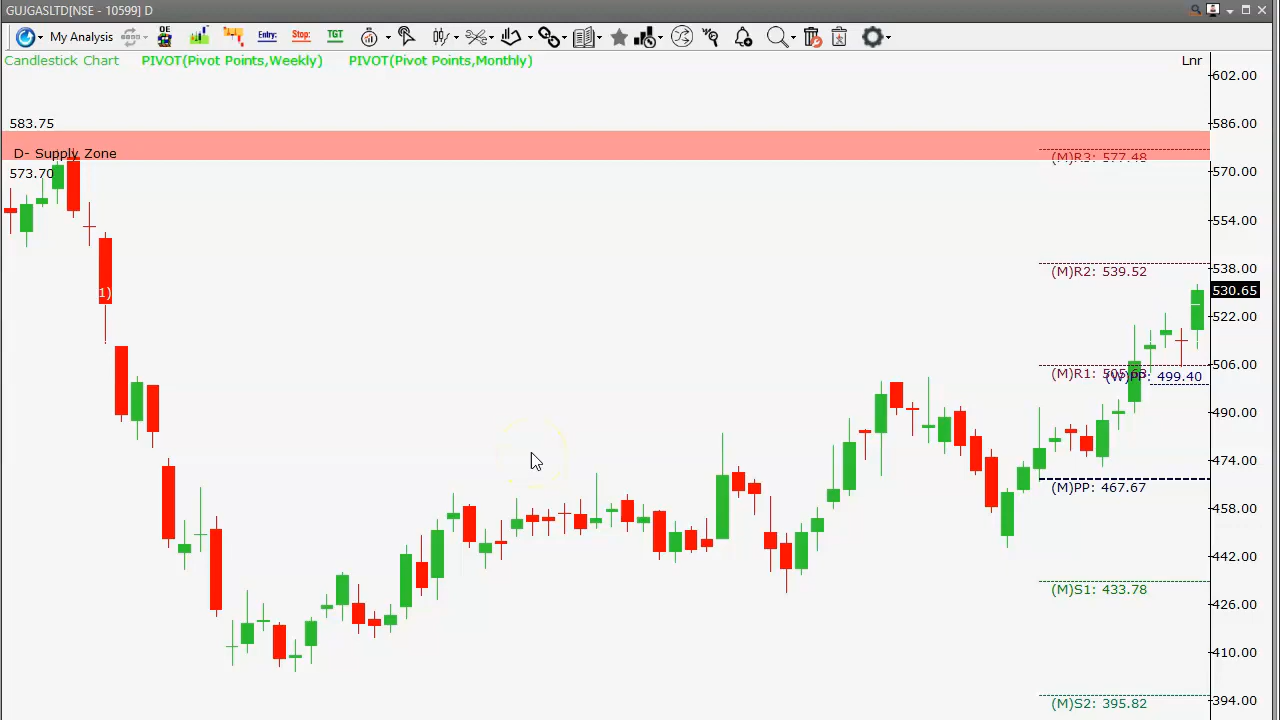 GUJGASLTD[NSE - 10599] D
My Analysis
OE
Entry:
Stop:
TGT
Candlestick Chart PIVOT(Pivot Points,Weekly) PIVOT(Pivot Points,Monthly) Lnr
602.00
583.75
586.00
D- Supply Zone
(M)R3: 577.48
573.70
570.00
554.00
538.00
(M)R2: 539.52
1)
530.65
522.00
506.00
(M)R1:
(W)PP: 499.40
490.00
474.00
(M)PP: 467.67
458.00
442.00
(M)S1: 433.78
426.00
410.00
394.00
(M)S2: 395.82